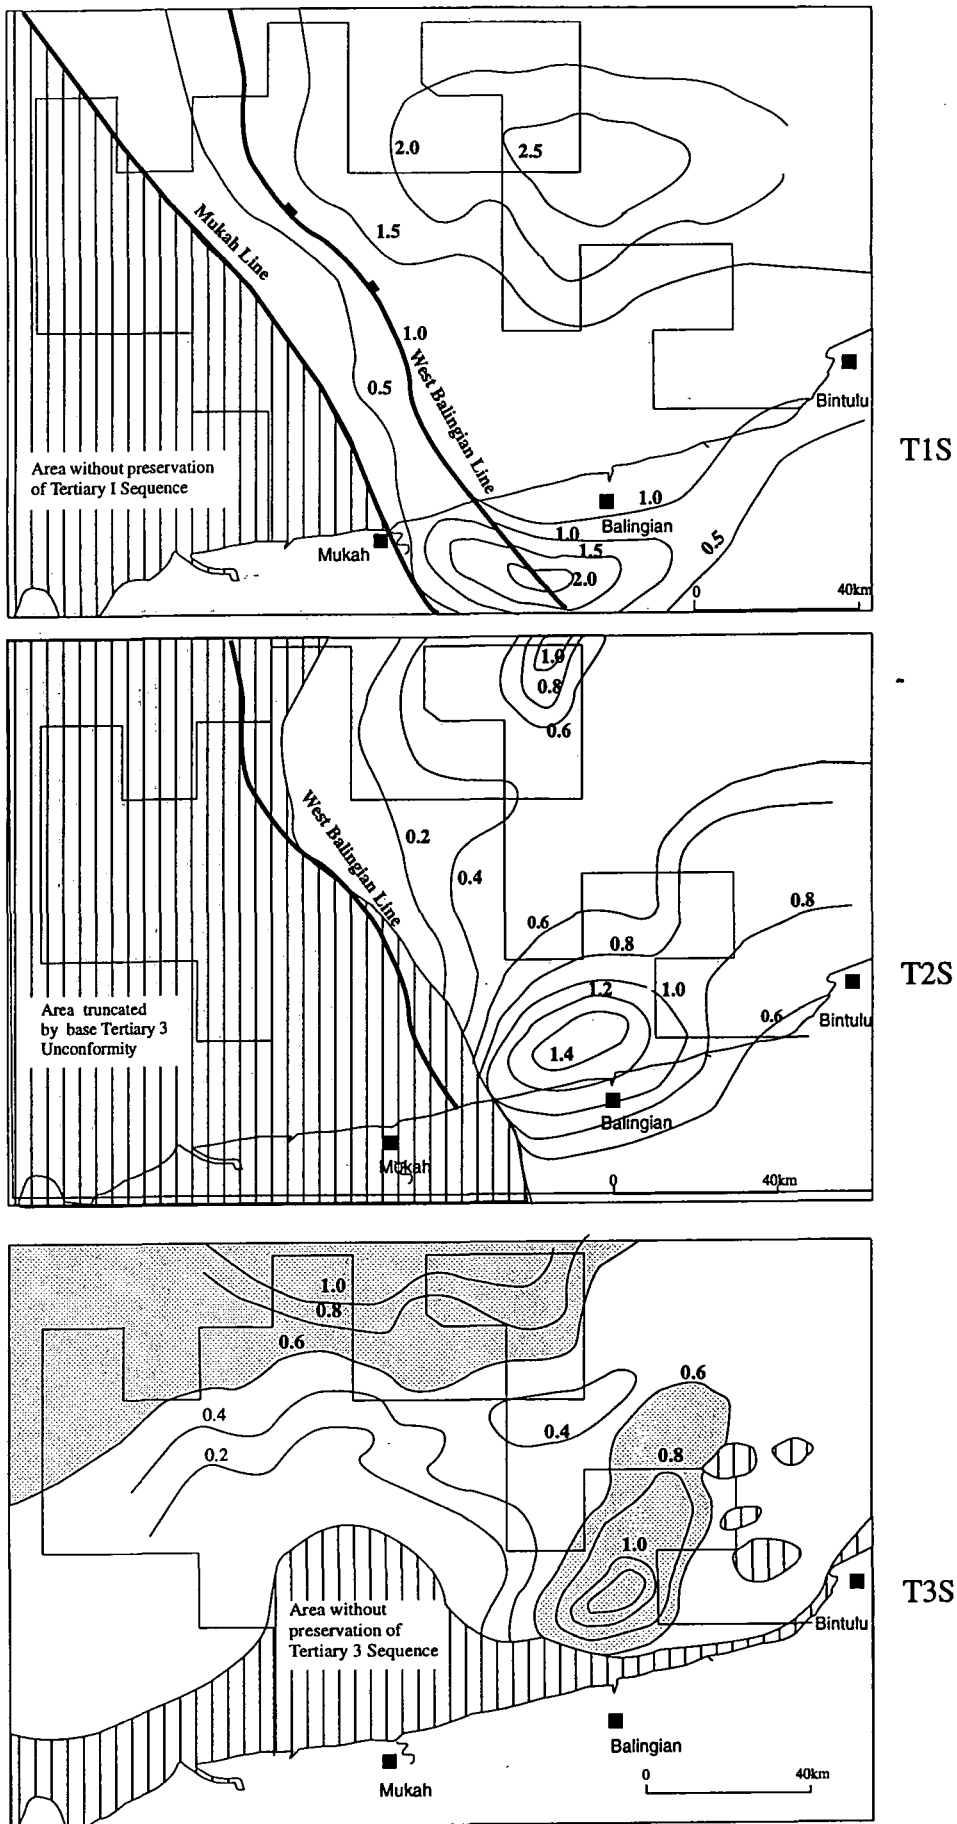 2.0
2.5
Mukah Line
1.5
1.0
West Balingian Line
0.5
Bintulu
T1S
Area without preservation
of Tertiary I Sequence
1.0
Balingian
Mukah
1.0
1.5
0.5
2.0
0
40km
1.0
0.8
0.6
West Balingian Line
0.2
0.4
0.6
0.8
0.8
T2S
1.2
1.0
0.6
Bintulu
Area truncated
by base Tertiary 3
Unconformity
1.4
Balingian
Mukah
0
40km
1.0
0.8
0.6
0.6
0.4
0.4
0.2
0.8
1.0
T3S
Area without
preservation of
Tertiary 3 Sequence
Bintulu
Balingian
Mukah
0
40km